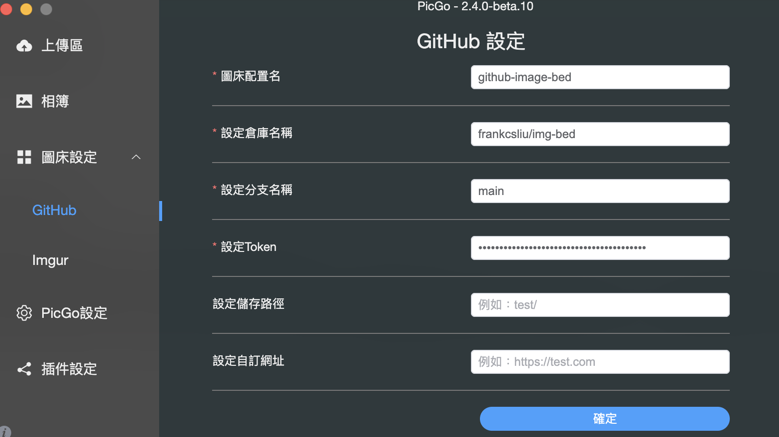 PicGo - 2.4.0-beta.10
上傳區
相簿
圖床設定
GitHub
Imgur
PicGo設定
插件設定
GitHub 設定
* 圖床配置名
github-image-bed
* 設定倉庫名稱
frankcsliu/img-bed
* 設定分支名稱
main
* 設定Token
••••••••••••••••••••••••••••••••••••••••
設定儲存路徑
例如：test/
設定自訂網址
例如：https://test.com
確定